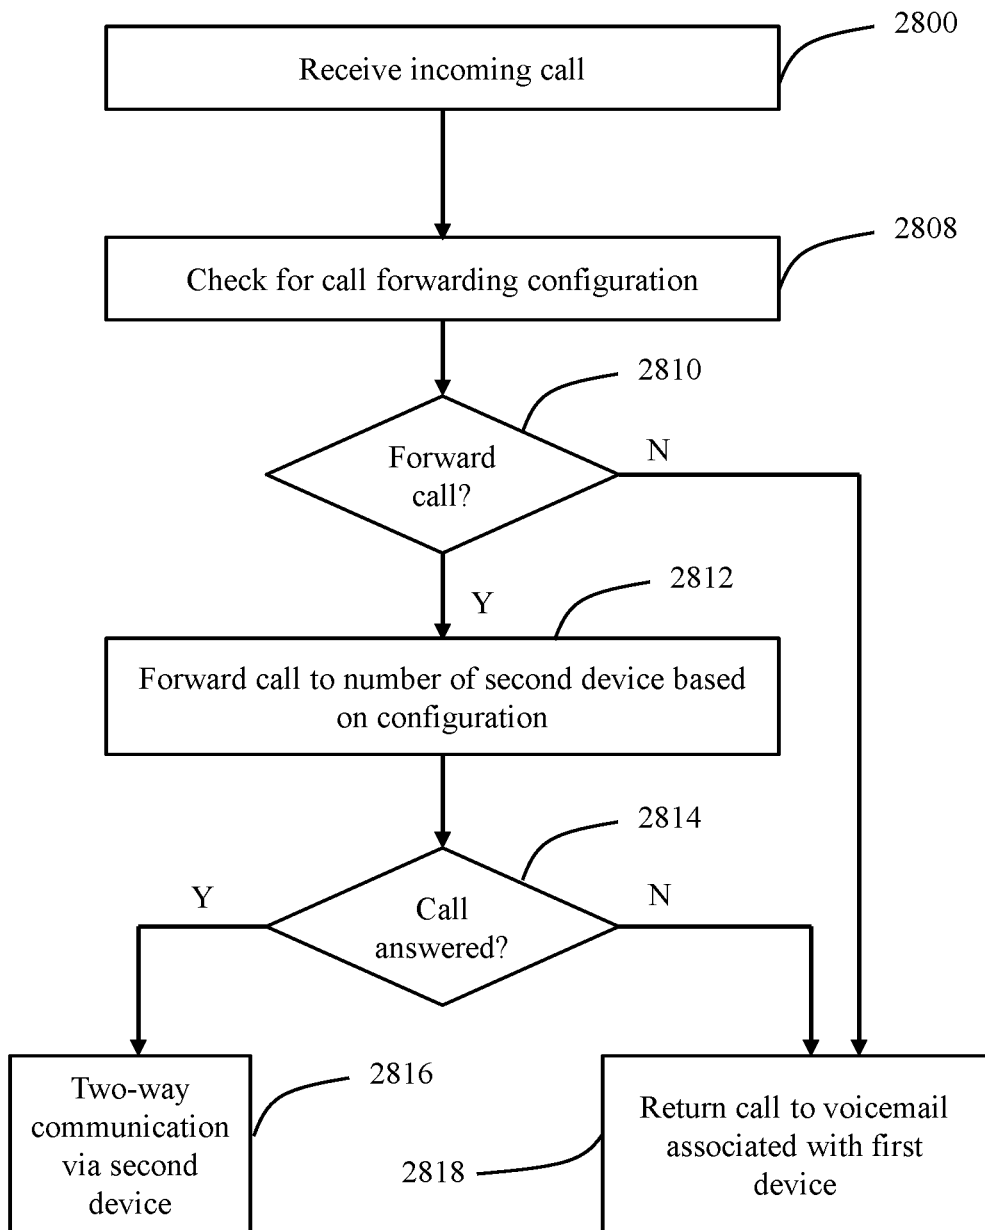 2800
Receive incoming call
2808
Check for call forwarding configuration
2810
Forward
call?
N
Y
2812
Forward call to number of second device based
on configuration
2814
Call
answered?
Y
N
2816
Two-way
communication
via second
device
2818
Return call to voicemail
associated with first
device